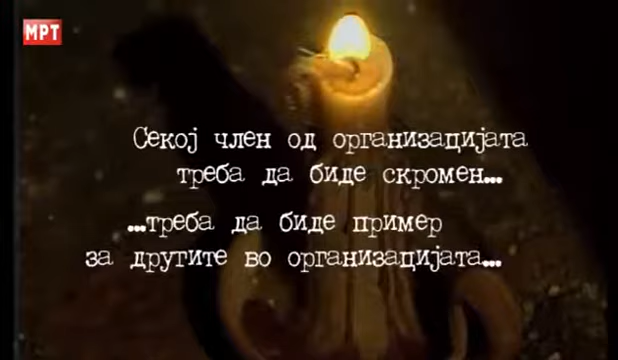 МРТ
Секој член од организацијата
треба да биде скромен...
...треба да биде пример
за другите во организацијата...